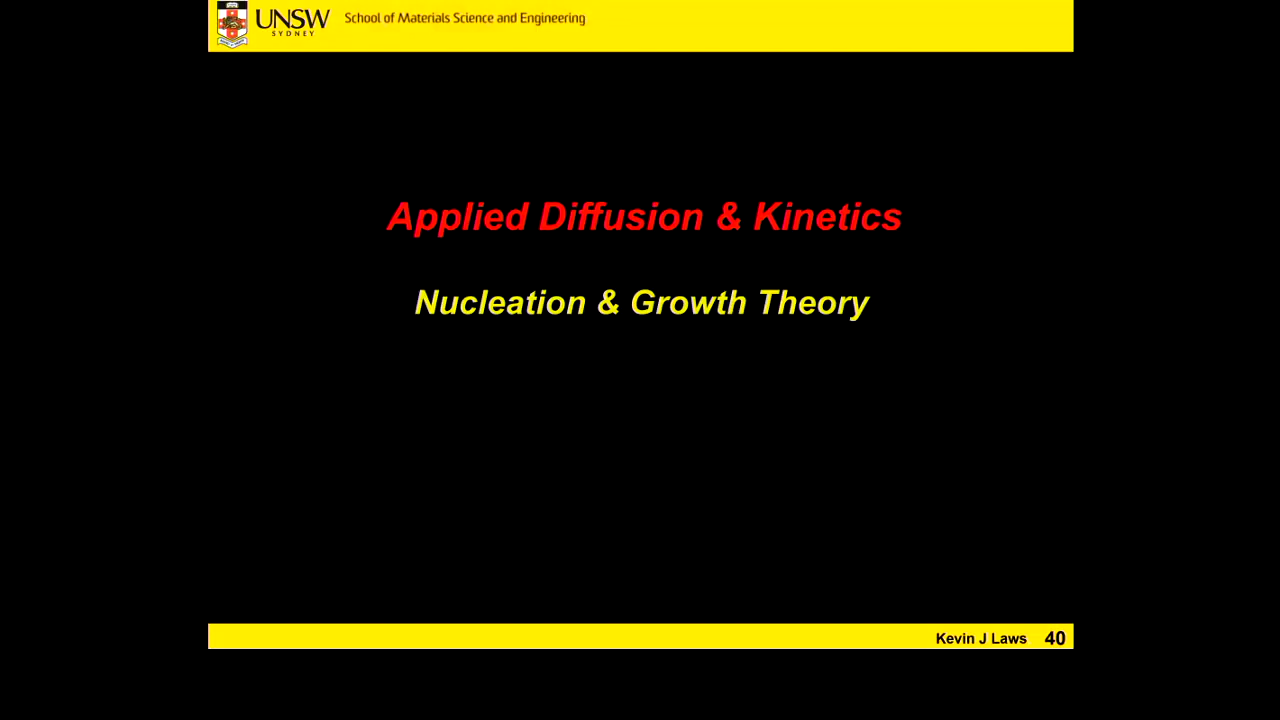 UNSW
SYDNEY
School of Materials Science and Engineering
Applied Diffusion & Kinetics
Nucleation & Growth Theory
Kevin J Laws 40